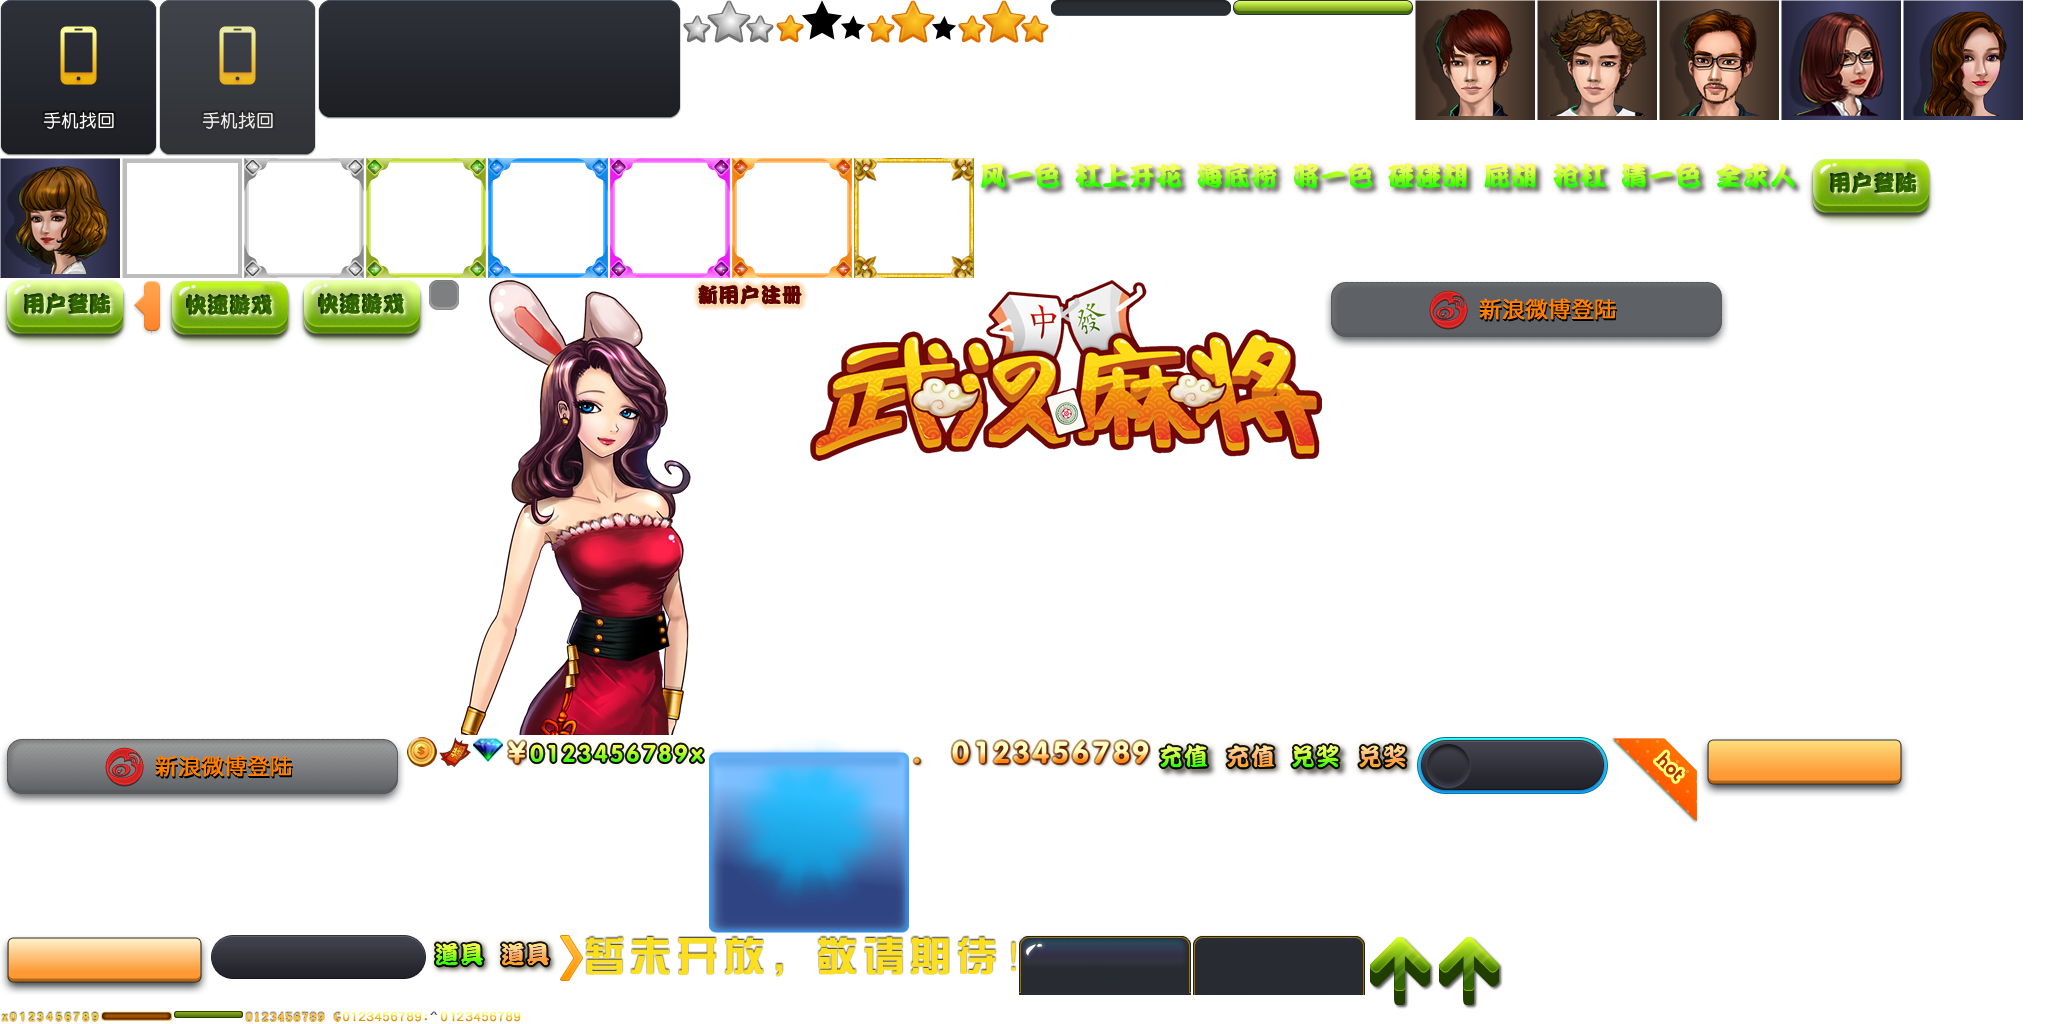 手机找回 手机找回
风一色 杠上开花 海底捞 将一色 碰碰胡 屁胡 抢杠 清一色 全求人 用户登陆
用户登陆 快速游戏 快速游戏 新用户注册 中發 新浪微博登陆
武汉麻将
新浪微博登陆 ¥0123456789x . 0123456789 充值 充值 兑奖 兑奖 hot
道具 道具 暂未开放，敬请期待！
x0123456789 0123456789 0123456789:^0123456789